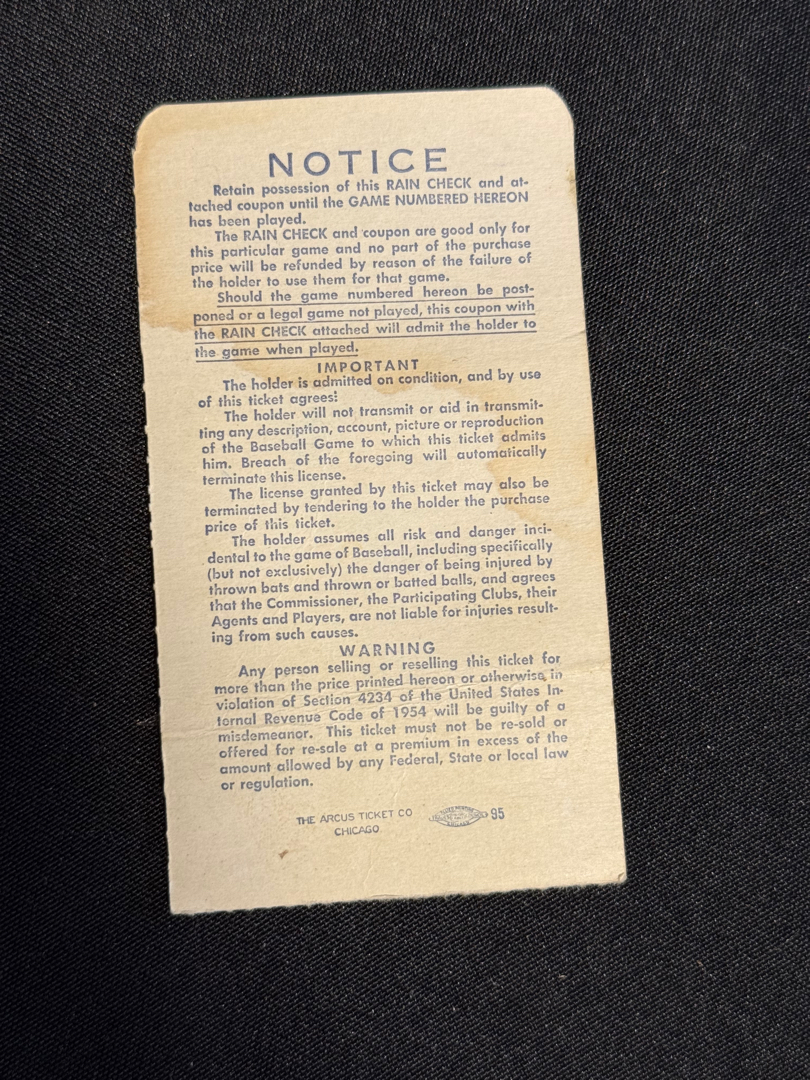 NOTICE
Retain possession of this RAIN CHECK and at-
tached coupon until the GAME NUMBERED HEREON
has been played.
The RAIN CHECK and coupon are good only for
this particular game and no part of the purchase
price will be refunded by reason of the failure of
the holder to use them for that game.
Should the game numbered hereon be post-
poned or a legal game not played, this coupon with
the RAIN CHECK attached will admit the holder to
the game when played.
IMPORTANT
The holder is admitted on condition, and by use
of this ticket agrees:
The holder will not transmit or aid in transmit-
ting any description, account, picture or reproduction
of the Baseball Game to which this ticket admits
him. Breach of the foregoing will automatically
terminate this license.
The license granted by this ticket may also be
terminated by tendering to the holder the purchase
price of this ticket.
The holder assumes all risk and danger inci-
dental to the game of Baseball, including specifically
(but not exclusively) the danger of being injured by
thrown bats and thrown or batted balls, and agrees
that the Commissioner, the Participating Clubs, their
Agents and Players, are not liable for injuries result-
ing from such causes.
WARNING
Any person selling or reselling this ticket for
more than the price printed hereon or otherwise, in
violation of Section 4234 of the United States In-
ternal Revenue Code of 1954 will be guilty of a
misdemeanor. This ticket must not be re-sold or
offered for re-sale at a premium in excess of the
amount allowed by any Federal, State or local law
or regulation.
THE ARCUS TICKET CO
CHICAGO
95